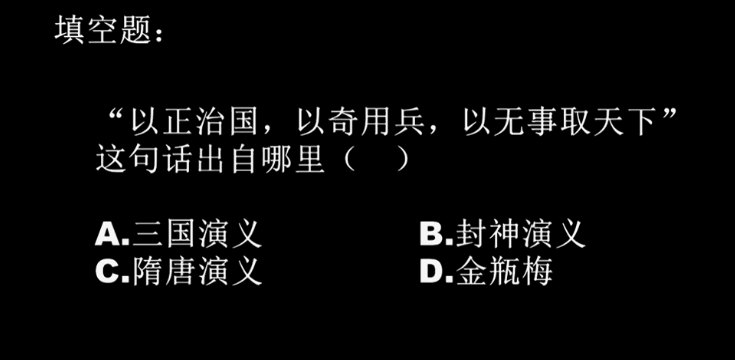 填空题：
“以正治国，以奇用兵，以无事取天下”
这句话出自哪里（　）
A.三国演义　B.封神演义
C.隋唐演义　D.金瓶梅